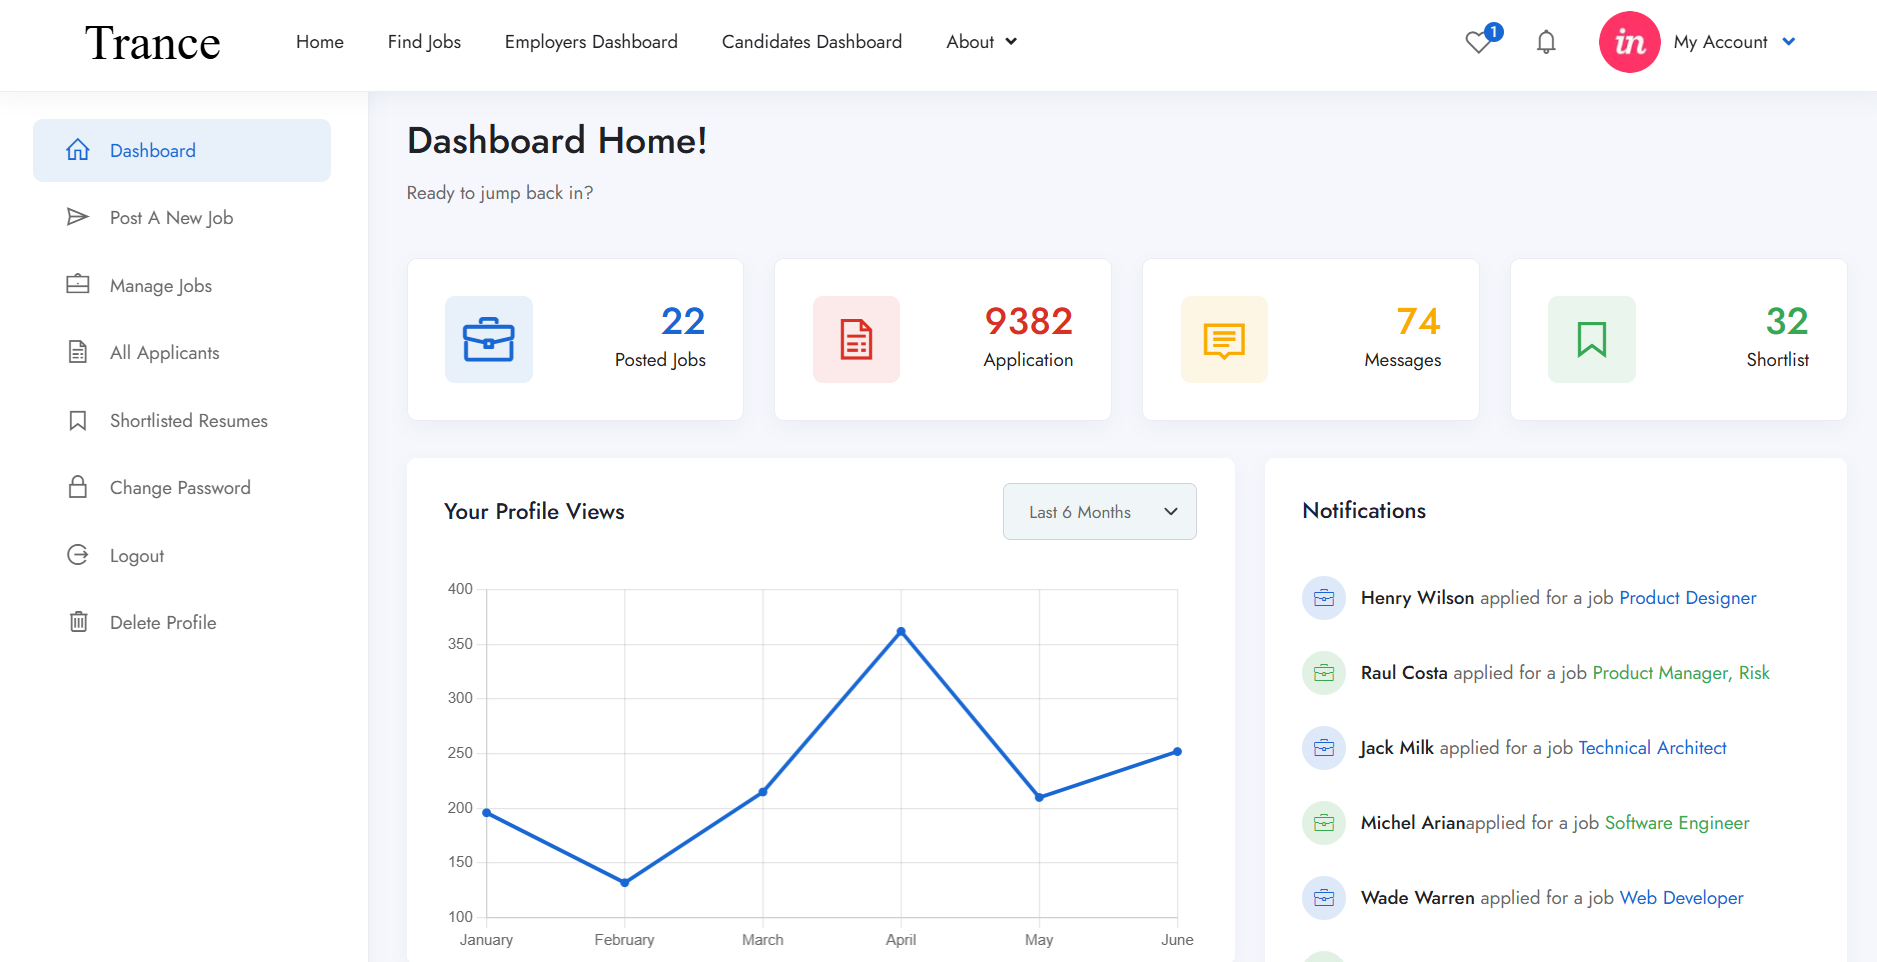 Trance
Home
Find Jobs
Employers Dashboard
Candidates Dashboard
About
1
in
My Account
Dashboard
Post A New Job
Manage Jobs
All Applicants
Shortlisted Resumes
Change Password
Logout
Delete Profile
Dashboard Home!
Ready to jump back in?
22
Posted Jobs
9382
Application
74
Messages
32
Shortlist
Your Profile Views
Last 6 Months
400
350
300
250
200
150
100
January
February
March
April
May
June
Notifications
Henry Wilson applied for a job Product Designer
Raul Costa applied for a job Product Manager, Risk
Jack Milk applied for a job Technical Architect
Michel Arianapplied for a job Software Engineer
Wade Warren applied for a job Web Developer